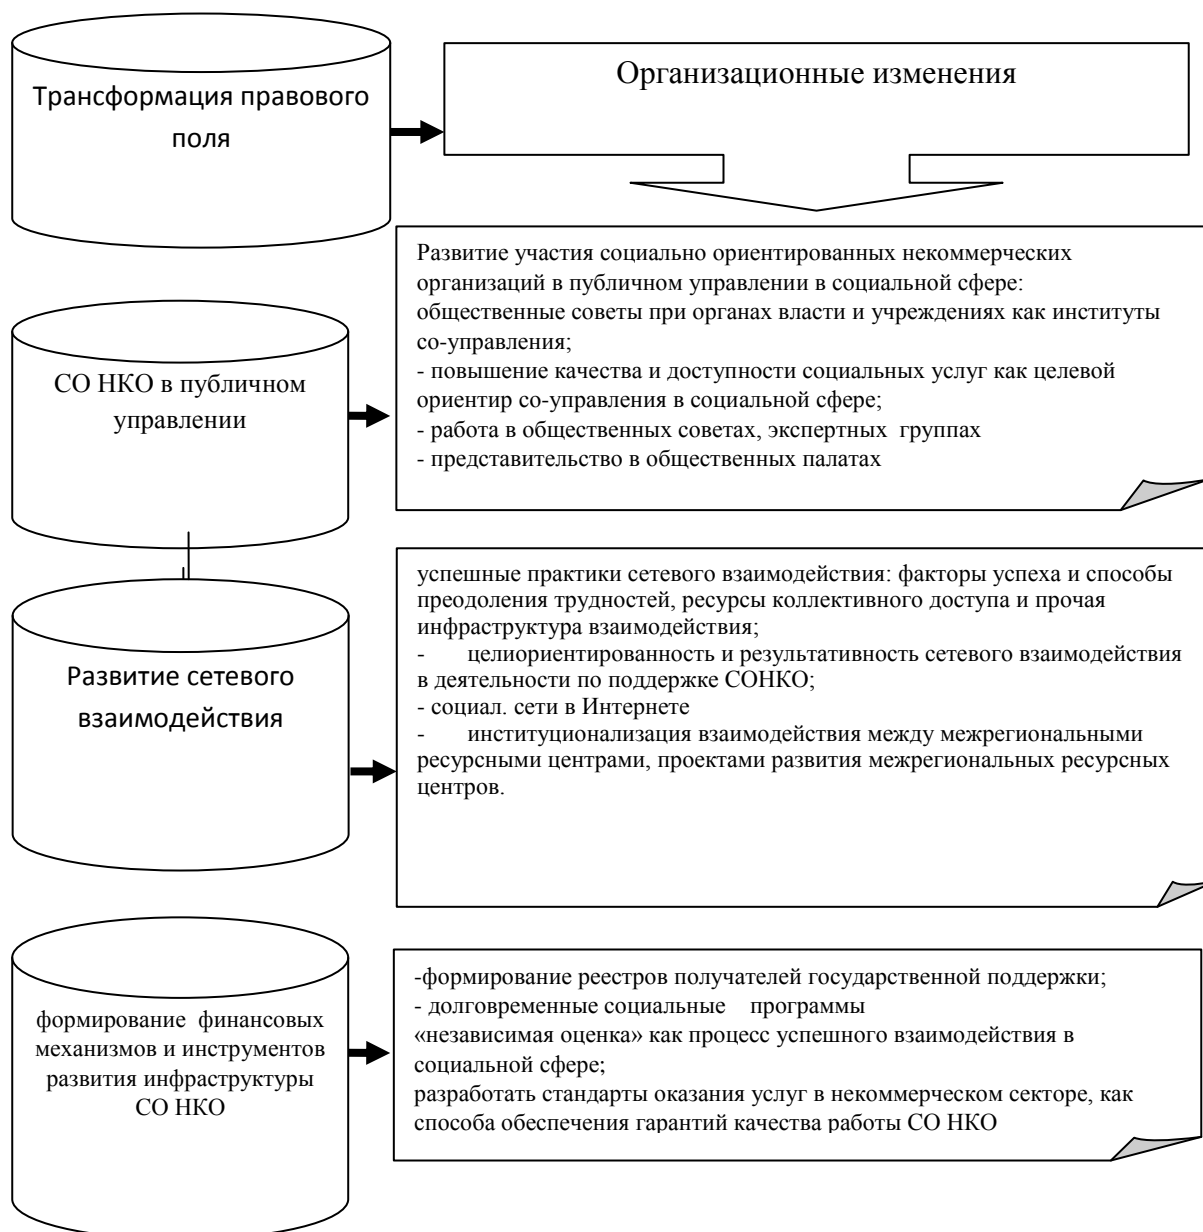 Трансформация правового
поля
Организационные изменения
СО НКО в публичном
управлении
Развитие участия социально ориентированных некоммерческих
организаций в публичном управлении в социальной сфере:
общественные советы при органах власти и учреждениях как институты
со-управления;
- повышение качества и доступности социальных услуг как целевой
ориентир со-управления в социальной сфере;
- работа в общественных советах, экспертных группах
- представительство в общественных палатах
Развитие сетевого
взаимодействия
успешные практики сетевого взаимодействия: факторы успеха и способы
преодоления трудностей, ресурсы коллективного доступа и прочая
инфраструктура взаимодействия;
- целиориентированность и результативность сетевого взаимодействия
в деятельности по поддержке СОНКО;
- социал. сети в Интернете
- институционализация взаимодействия между межрегиональными
ресурсными центрами, проектами развития межрегиональных ресурсных
центров.
формирование финансовых
механизмов и инструментов
развития инфраструктуры
СО НКО
-формирование реестров получателей государственной поддержки;
- долговременные социальные программы
«независимая оценка» как процесс успешного взаимодействия в
социальной сфере;
разработать стандарты оказания услуг в некоммерческом секторе, как
способа обеспечения гарантий качества работы СО НКО